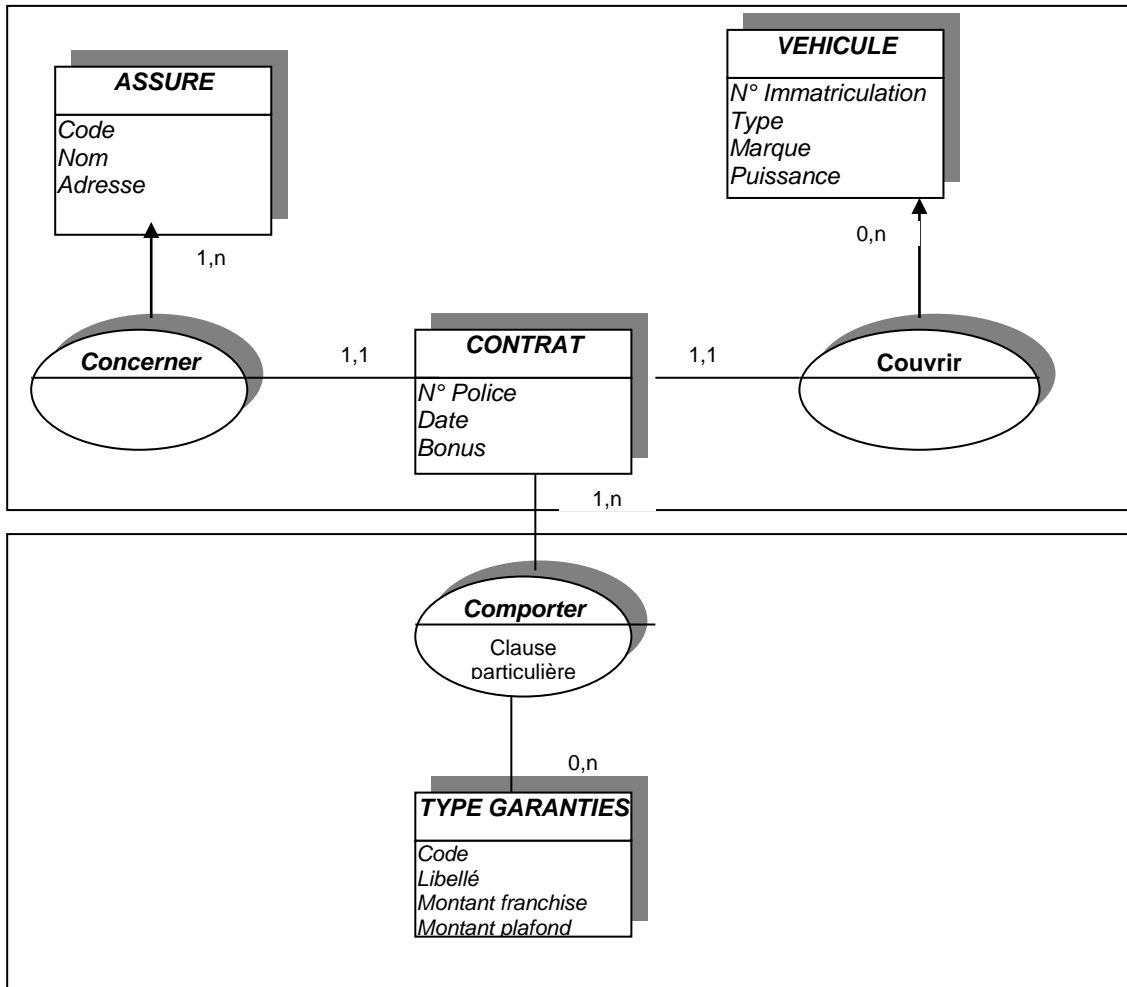 ASSURE
Code
Nom
Adresse
VEHICULE
N° Immatriculation
Type
Marque
Puissance
1,n
0,n
Concerner
1,1
CONTRAT
N° Police
Date
Bonus
1,1
Couvrir
1,n
Comporter
Clause
particulière
0,n
TYPE GARANTIES
Code
Libellé
Montant franchise
Montant plafond